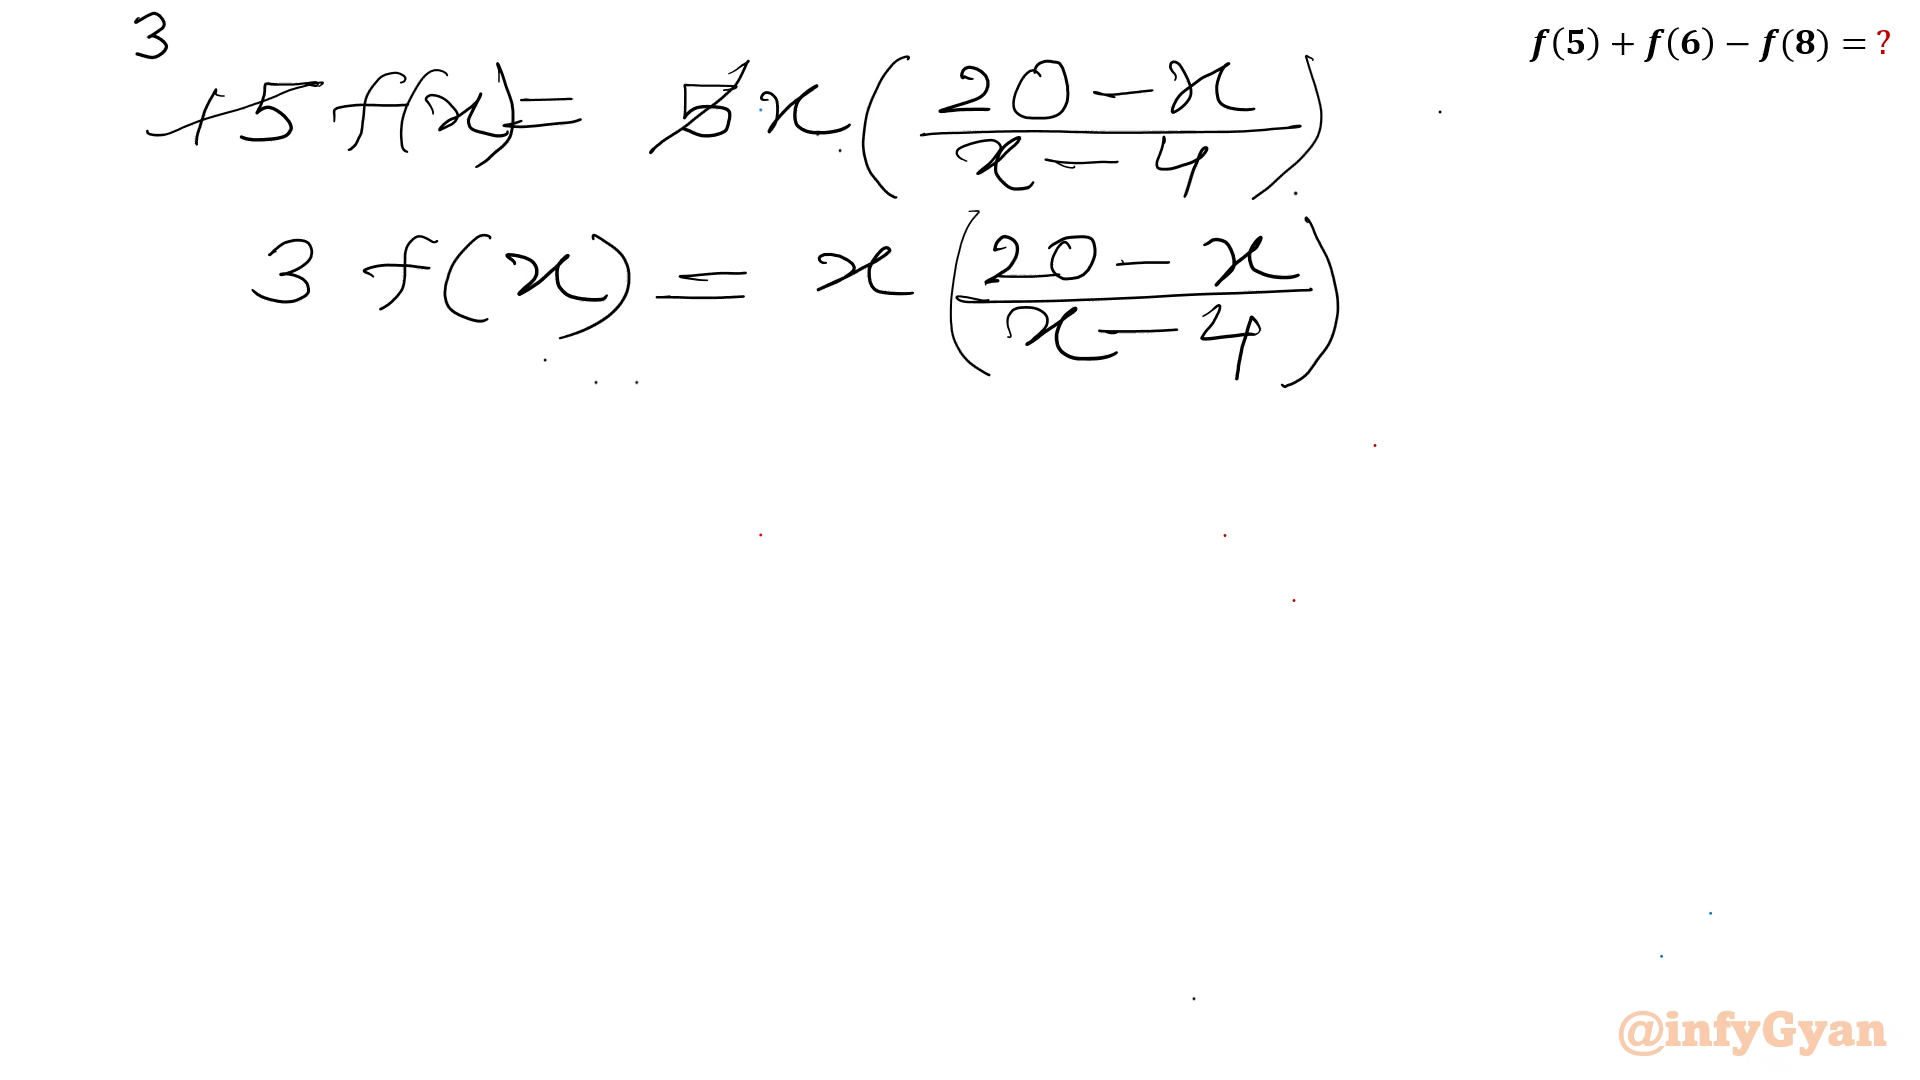 f(5) + f(6) − f(8) = ?
3
15 f(x) = 5x ( (20 − x) / (x − 4) )
3 f(x) = x ( (20 − x) / (x − 4) )
@infyGyan